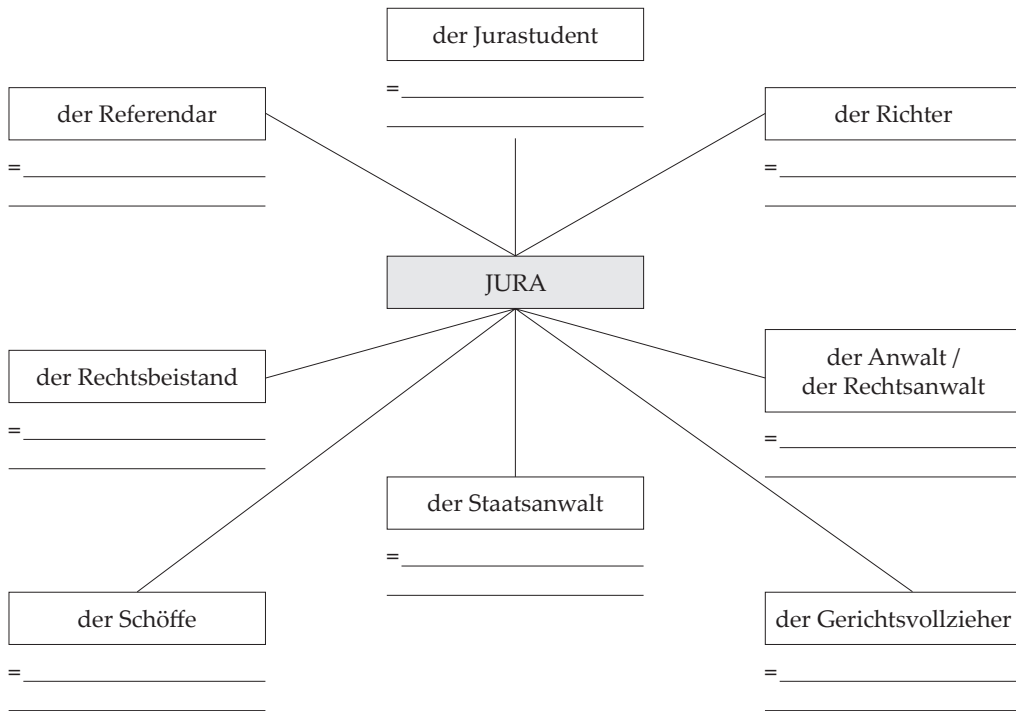 der Jurastudent
=
der Referendar
=
der Richter
=
JURA
der Rechtsbeistand
=
der Anwalt /
der Rechtsanwalt
=
der Staatsanwalt
=
der Schöffe
=
der Gerichtsvollzieher
=